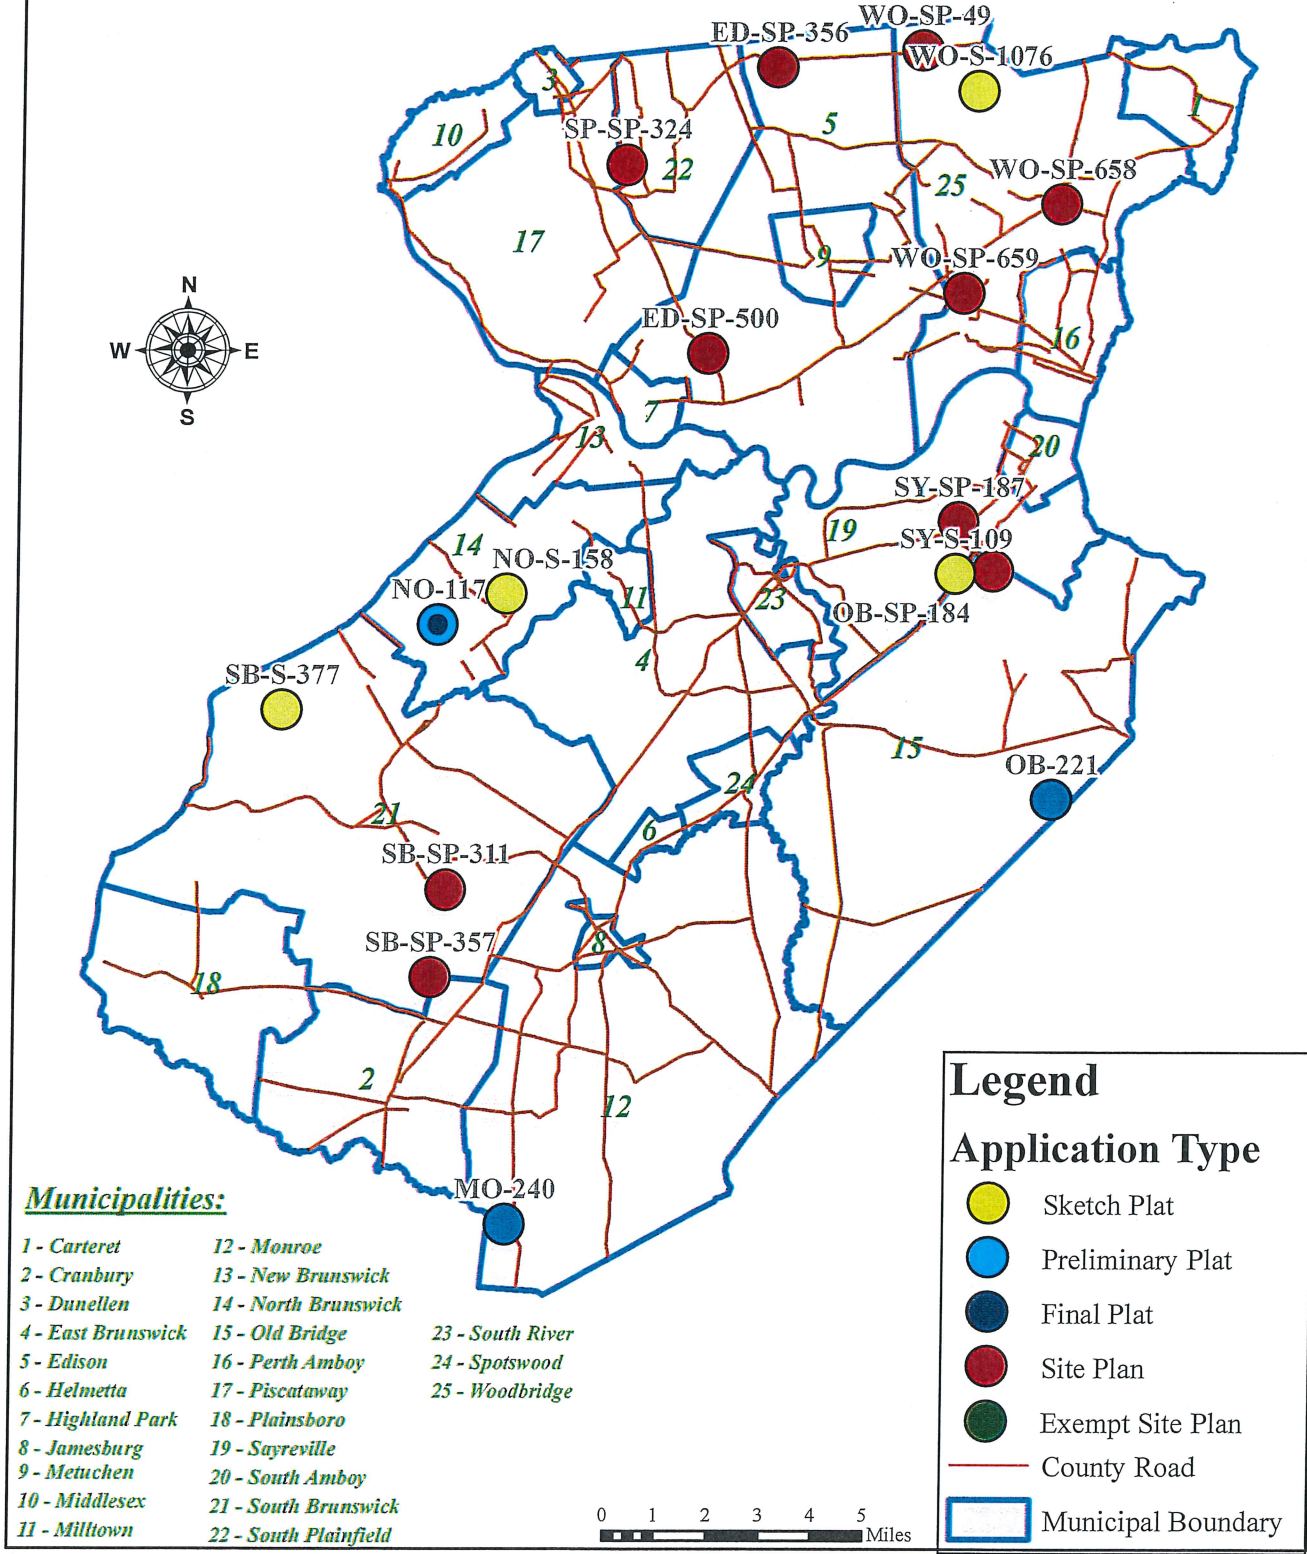 WO-SP-49
ED-SP-356
WO-S-1076
3
1
10
SP-SP-324
5
22
WO-SP-658
25
17
9
WO-SP-659
N
W E
S
ED-SP-500
16
7
13
20
SY-SP-187
19
14
SY-S-109
NO-S-158
NO-117
11
23
OB-SP-184
4
SB-S-377
15
OB-221
24
21
6
SB-SP-311
SB-SP-357
8
18
2
12
MO-240
Municipalities:
1 - Carteret
2 - Cranbury
3 - Dunellen
4 - East Brunswick
5 - Edison
6 - Helmetta
7 - Highland Park
8 - Jamesburg
9 - Metuchen
10 - Middlesex
11 - Milltown
12 - Monroe
13 - New Brunswick
14 - North Brunswick
15 - Old Bridge
16 - Perth Amboy
17 - Piscataway
18 - Plainsboro
19 - Sayreville
20 - South Amboy
21 - South Brunswick
22 - South Plainfield
23 - South River
24 - Spotswood
25 - Woodbridge
0 1 2 3 4 5
Miles
Legend
Application Type
Sketch Plat
Preliminary Plat
Final Plat
Site Plan
Exempt Site Plan
County Road
Municipal Boundary